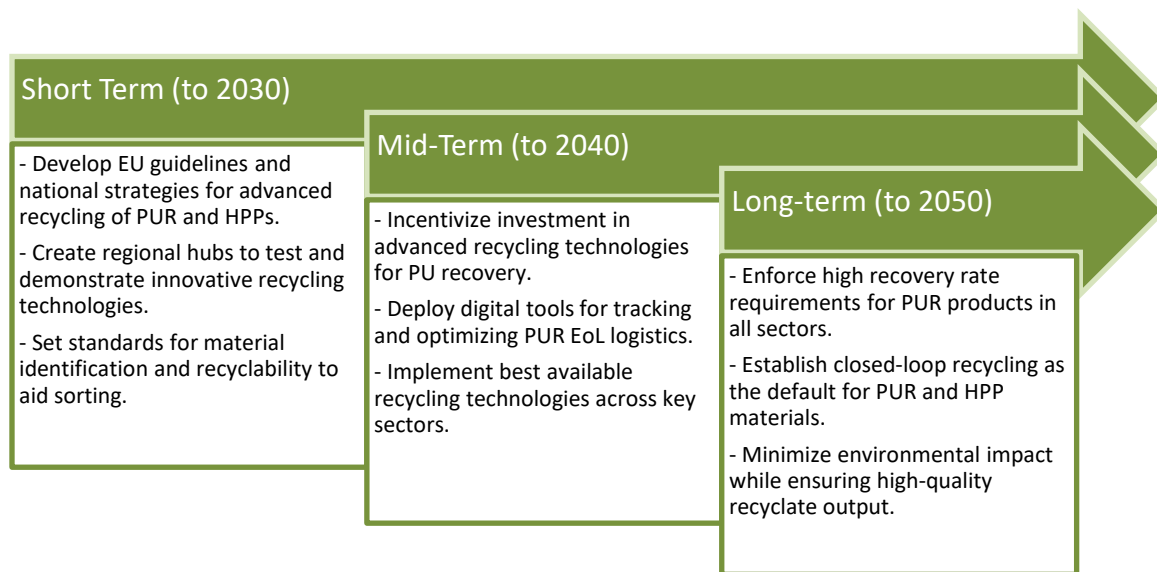 Short Term (to 2030)
- Develop EU guidelines and
national strategies for advanced
recycling of PUR and HPPs.
- Create regional hubs to test and
demonstrate innovative recycling
technologies.
- Set standards for material
identification and recyclability to
aid sorting.
Mid-Term (to 2040)
- Incentivize investment in
advanced recycling technologies
for PU recovery.
- Deploy digital tools for tracking
and optimizing PUR EoL logistics.
- Implement best available
recycling technologies across key
sectors.
Long-term (to 2050)
- Enforce high recovery rate
requirements for PUR products in
all sectors.
- Establish closed-loop recycling as
the default for PUR and HPP
materials.
- Minimize environmental impact
while ensuring high-quality
recyclate output.